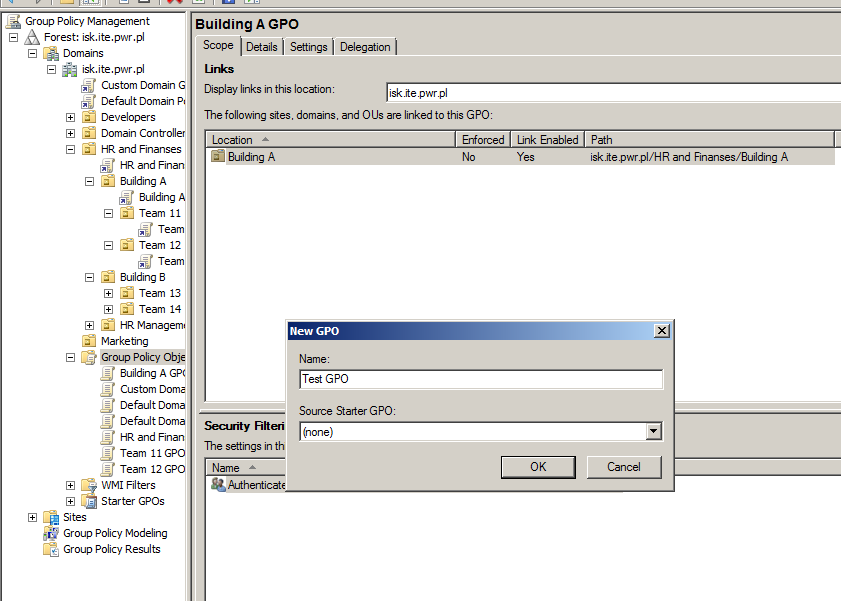 Group Policy Management
Forest: isk.ite.pwr.pl
Domains
isk.ite.pwr.pl
Custom Domain G
Default Domain Po
Developers
Domain Controller
HR and Finanses
HR and Finan
Building A
Building A
Team 11
Team
Team 12
Team
Building B
Team 13
Team 14
HR Managem
Marketing
Group Policy Obje
Building A GPO
Custom Doma
Default Doma
Default Doma
HR and Finan
Team 11 GPO
Team 12 GPO
WMI Filters
Starter GPOs
Sites
Group Policy Modeling
Group Policy Results
Building A GPO
Scope Details Settings Delegation
Links
Display links in this location: isk.ite.pwr.pl
The following sites, domains, and OUs are linked to this GPO:
Location Enforced Link Enabled Path
Building A No Yes isk.ite.pwr.pl/HR and Finanses/Building A
Security Filteri
The settings in th
Name
Authenticate
New GPO
Name:
Test GPO
Source Starter GPO:
(none)
OK Cancel